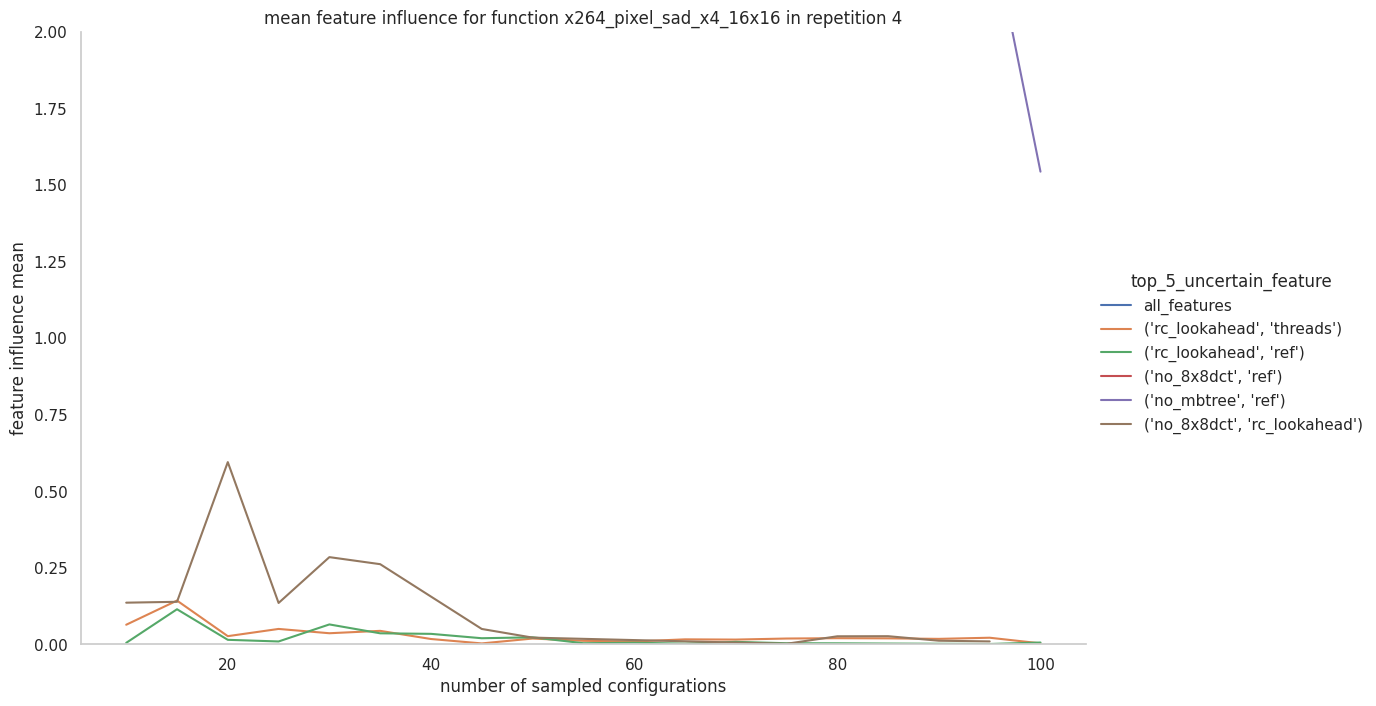 mean feature influence for function x264_pixel_sad_x4_16x16 in repetition 4
2.00
1.75
1.50
1.25
1.00
0.75
0.50
0.25
0.00
feature influence mean
20
40
60
80
100
number of sampled configurations
top_5_uncertain_feature
all_features
('rc_lookahead', 'threads')
('rc_lookahead', 'ref')
('no_8x8dct', 'ref')
('no_mbtree', 'ref')
('no_8x8dct', 'rc_lookahead')